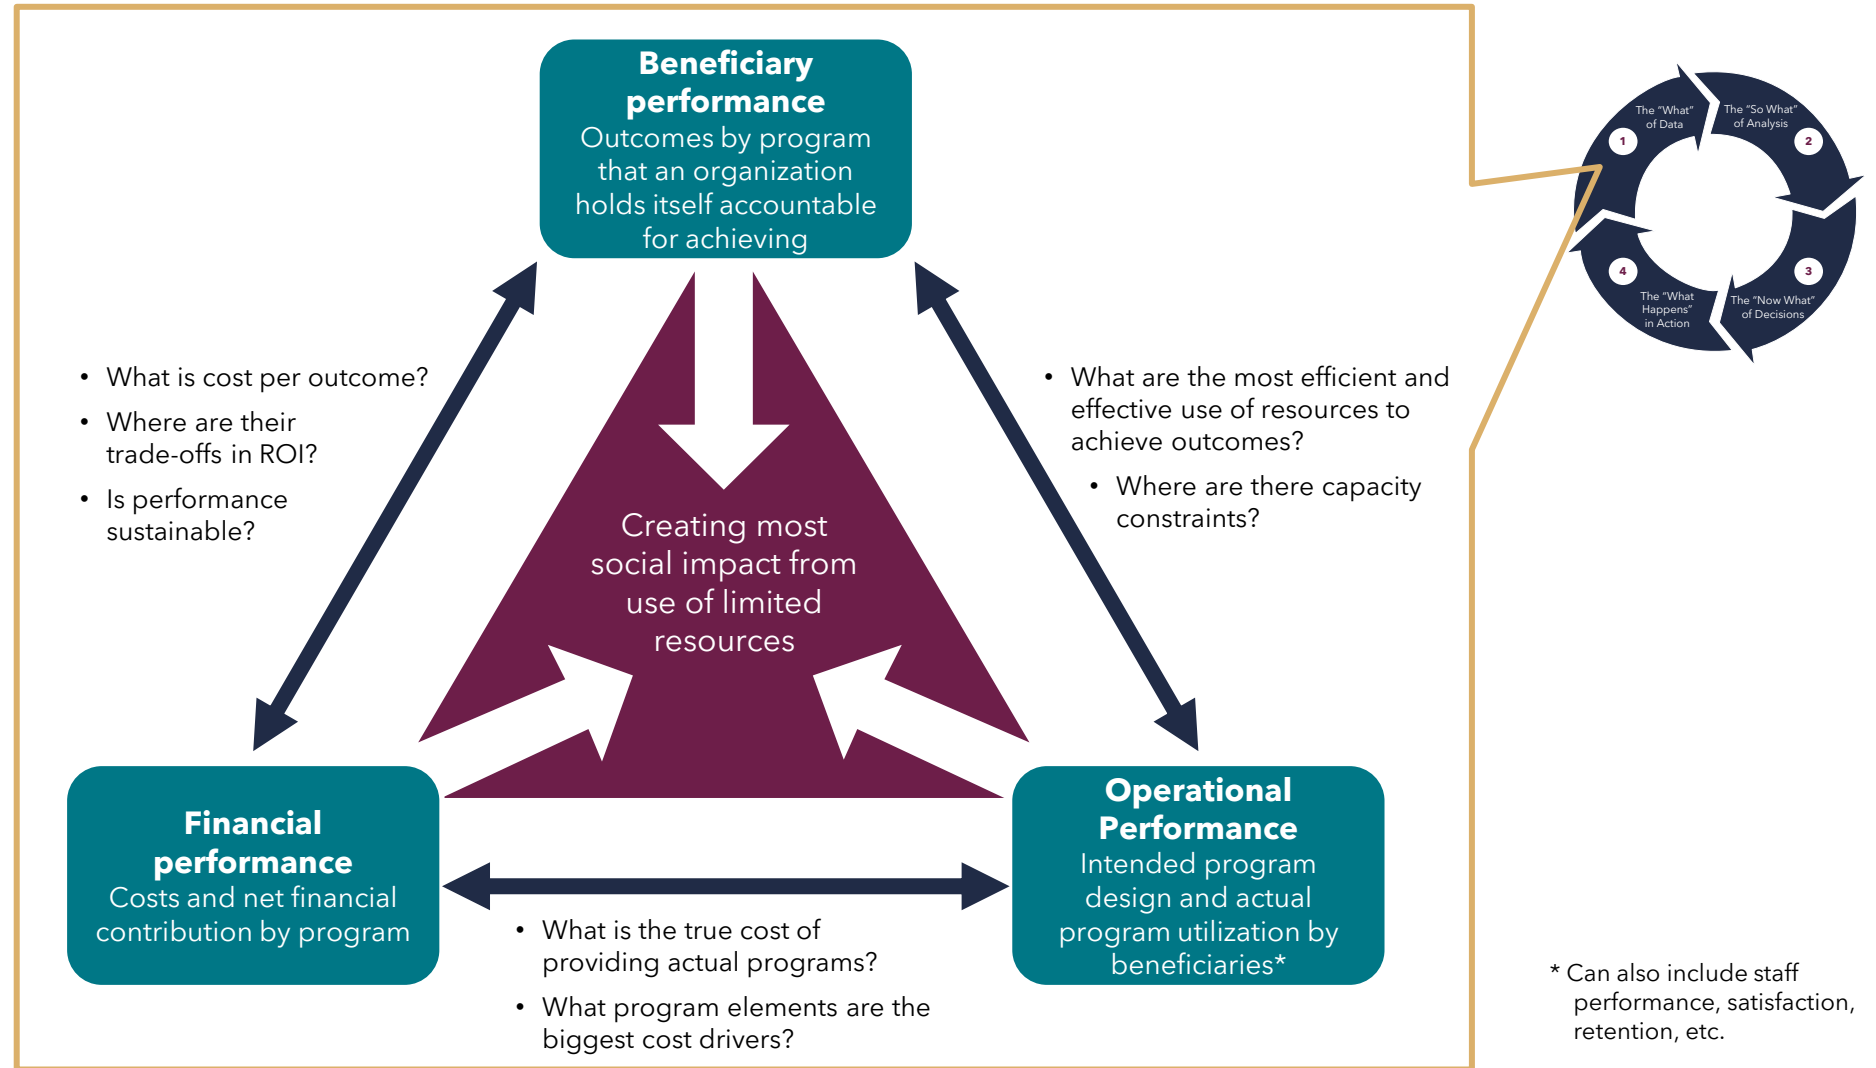 Beneficiary
performance
Outcomes by program
that an organization
holds itself accountable
for achieving
The "What"
of Data
1
The "So What"
of Analysis
2
3
The "Now What"
of Decisions
4
The "What
Happens"
in Action
• What is cost per outcome?
• Where are their
trade-offs in ROI?
• Is performance
sustainable?
• What are the most efficient and
effective use of resources to
achieve outcomes?
• Where are there capacity
constraints?
Creating most
social impact from
use of limited
resources
Financial
performance
Costs and net financial
contribution by program
Operational
Performance
Intended program
design and actual
program utilization by
beneficiaries*
• What is the true cost of
providing actual programs?
• What program elements are the
biggest cost drivers?
* Can also include staff
performance, satisfaction,
retention, etc.